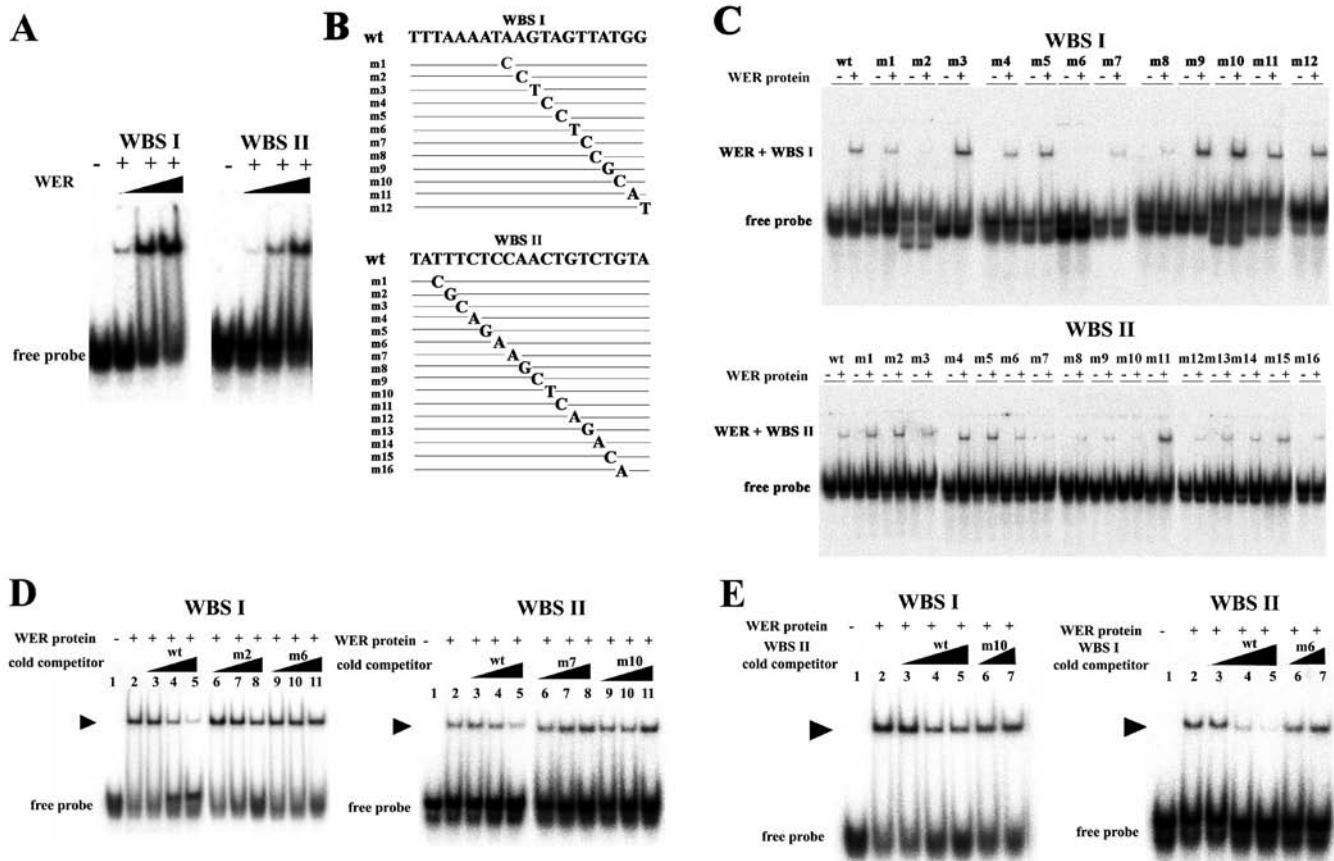 A
WBS I WBS II
- + + + - + + +
WER
free probe
B
WBS I
wt TTTAAAATAAGTAGTTATGG
m1 C
m2 C
m3 T
m4 C
m5 C
m6 T
m7 C
m8 C
m9 G
m10 C
m11 A
m12 T
WBS II
wt TATTTCTCCAACTGTCTGTA
m1 C
m2 G
m3 C
m4 A
m5 G
m6 A
m7 A
m8 G
m9 C
m10 T
m11 C
m12 A
m13 G
m14 A
m15 C
m16 A
C
WBS I
wt m1 m2 m3 m4 m5 m6 m7 m8 m9 m10 m11 m12
WER protein - + - + - + - + - + - + - + - + - + - + - + - + - +
WER + WBS I
free probe
WBS II
wt m1 m2 m3 m4 m5 m6 m7 m8 m9 m10 m11 m12 m13 m14 m15 m16
WER protein - + - + - + - + - + - + - + - + - + - + - + - + - + - + - + - + - +
WER + WBS II
free probe
D
WBS I
WER protein - + + + + + + + + + +
cold competitor wt m2 m6
1 2 3 4 5 6 7 8 9 10 11
free probe
WBS II
WER protein - + + + + + + + + + +
cold competitor wt m7 m10
1 2 3 4 5 6 7 8 9 10 11
free probe
E
WBS I
WER protein - + + + + + +
WBS II
cold competitor wt m10
1 2 3 4 5 6 7
free probe
WBS II
WER protein - + + + + + +
WBS I
cold competitor wt m6
1 2 3 4 5 6 7
free probe